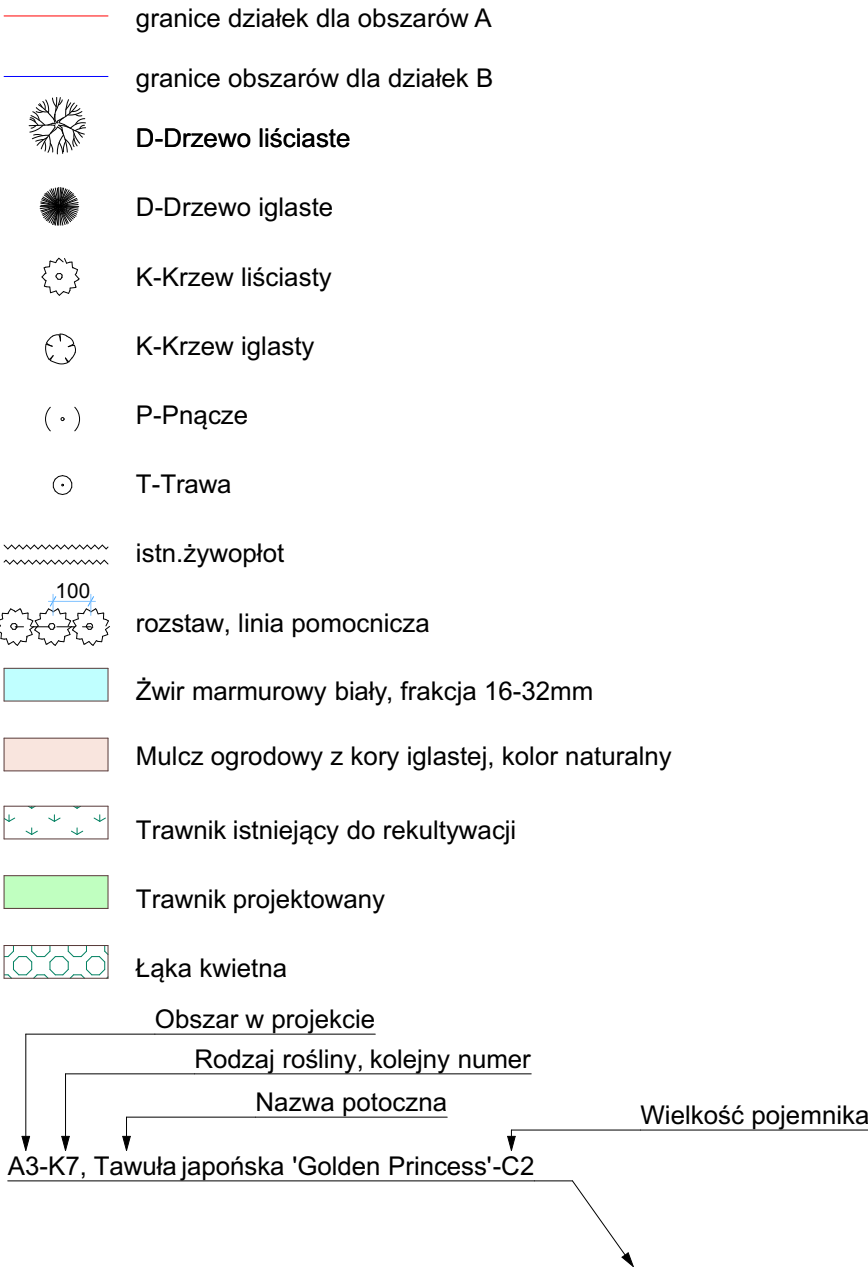 granice działek dla obszarów A
granice obszarów dla działek B
D-Drzewo liściaste
D-Drzewo iglaste
K-Krzew liściasty
K-Krzew iglasty
P-Pnącze
T-Trawa
istn.żywopłot
100
rozstaw, linia pomocnicza
Żwir marmurowy biały, frakcja 16-32mm
Mulcz ogrodowy z kory iglastej, kolor naturalny
Trawnik istniejący do rekultywacji
Trawnik projektowany
Łąka kwietna
Obszar w projekcie
Rodzaj rośliny, kolejny numer
Nazwa potoczna
Wielkość pojemnika
A3-K7, Tawuła japońska 'Golden Princess'-C2